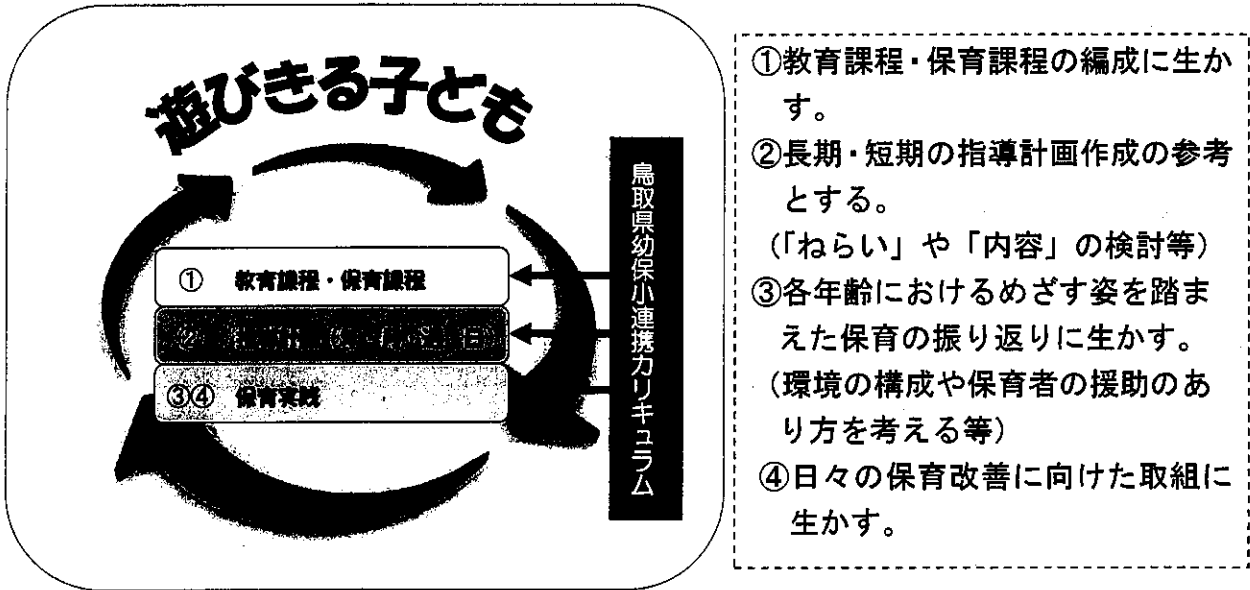 遊びきる子ども
① 教育課程・保育課程
②
日
③④ 保育実践
鳥取県幼保小連携カリキュラム
①教育課程・保育課程の編成に生か
す。
②長期・短期の指導計画作成の参考
とする。
(「ねらい」や「内容」の検討等)
③各年齢におけるめざす姿を踏ま
えた保育の振り返りに生かす。
(環境の構成や保育者の援助のあ
り方を考える等)
④日々の保育改善に向けた取組に
生かす。